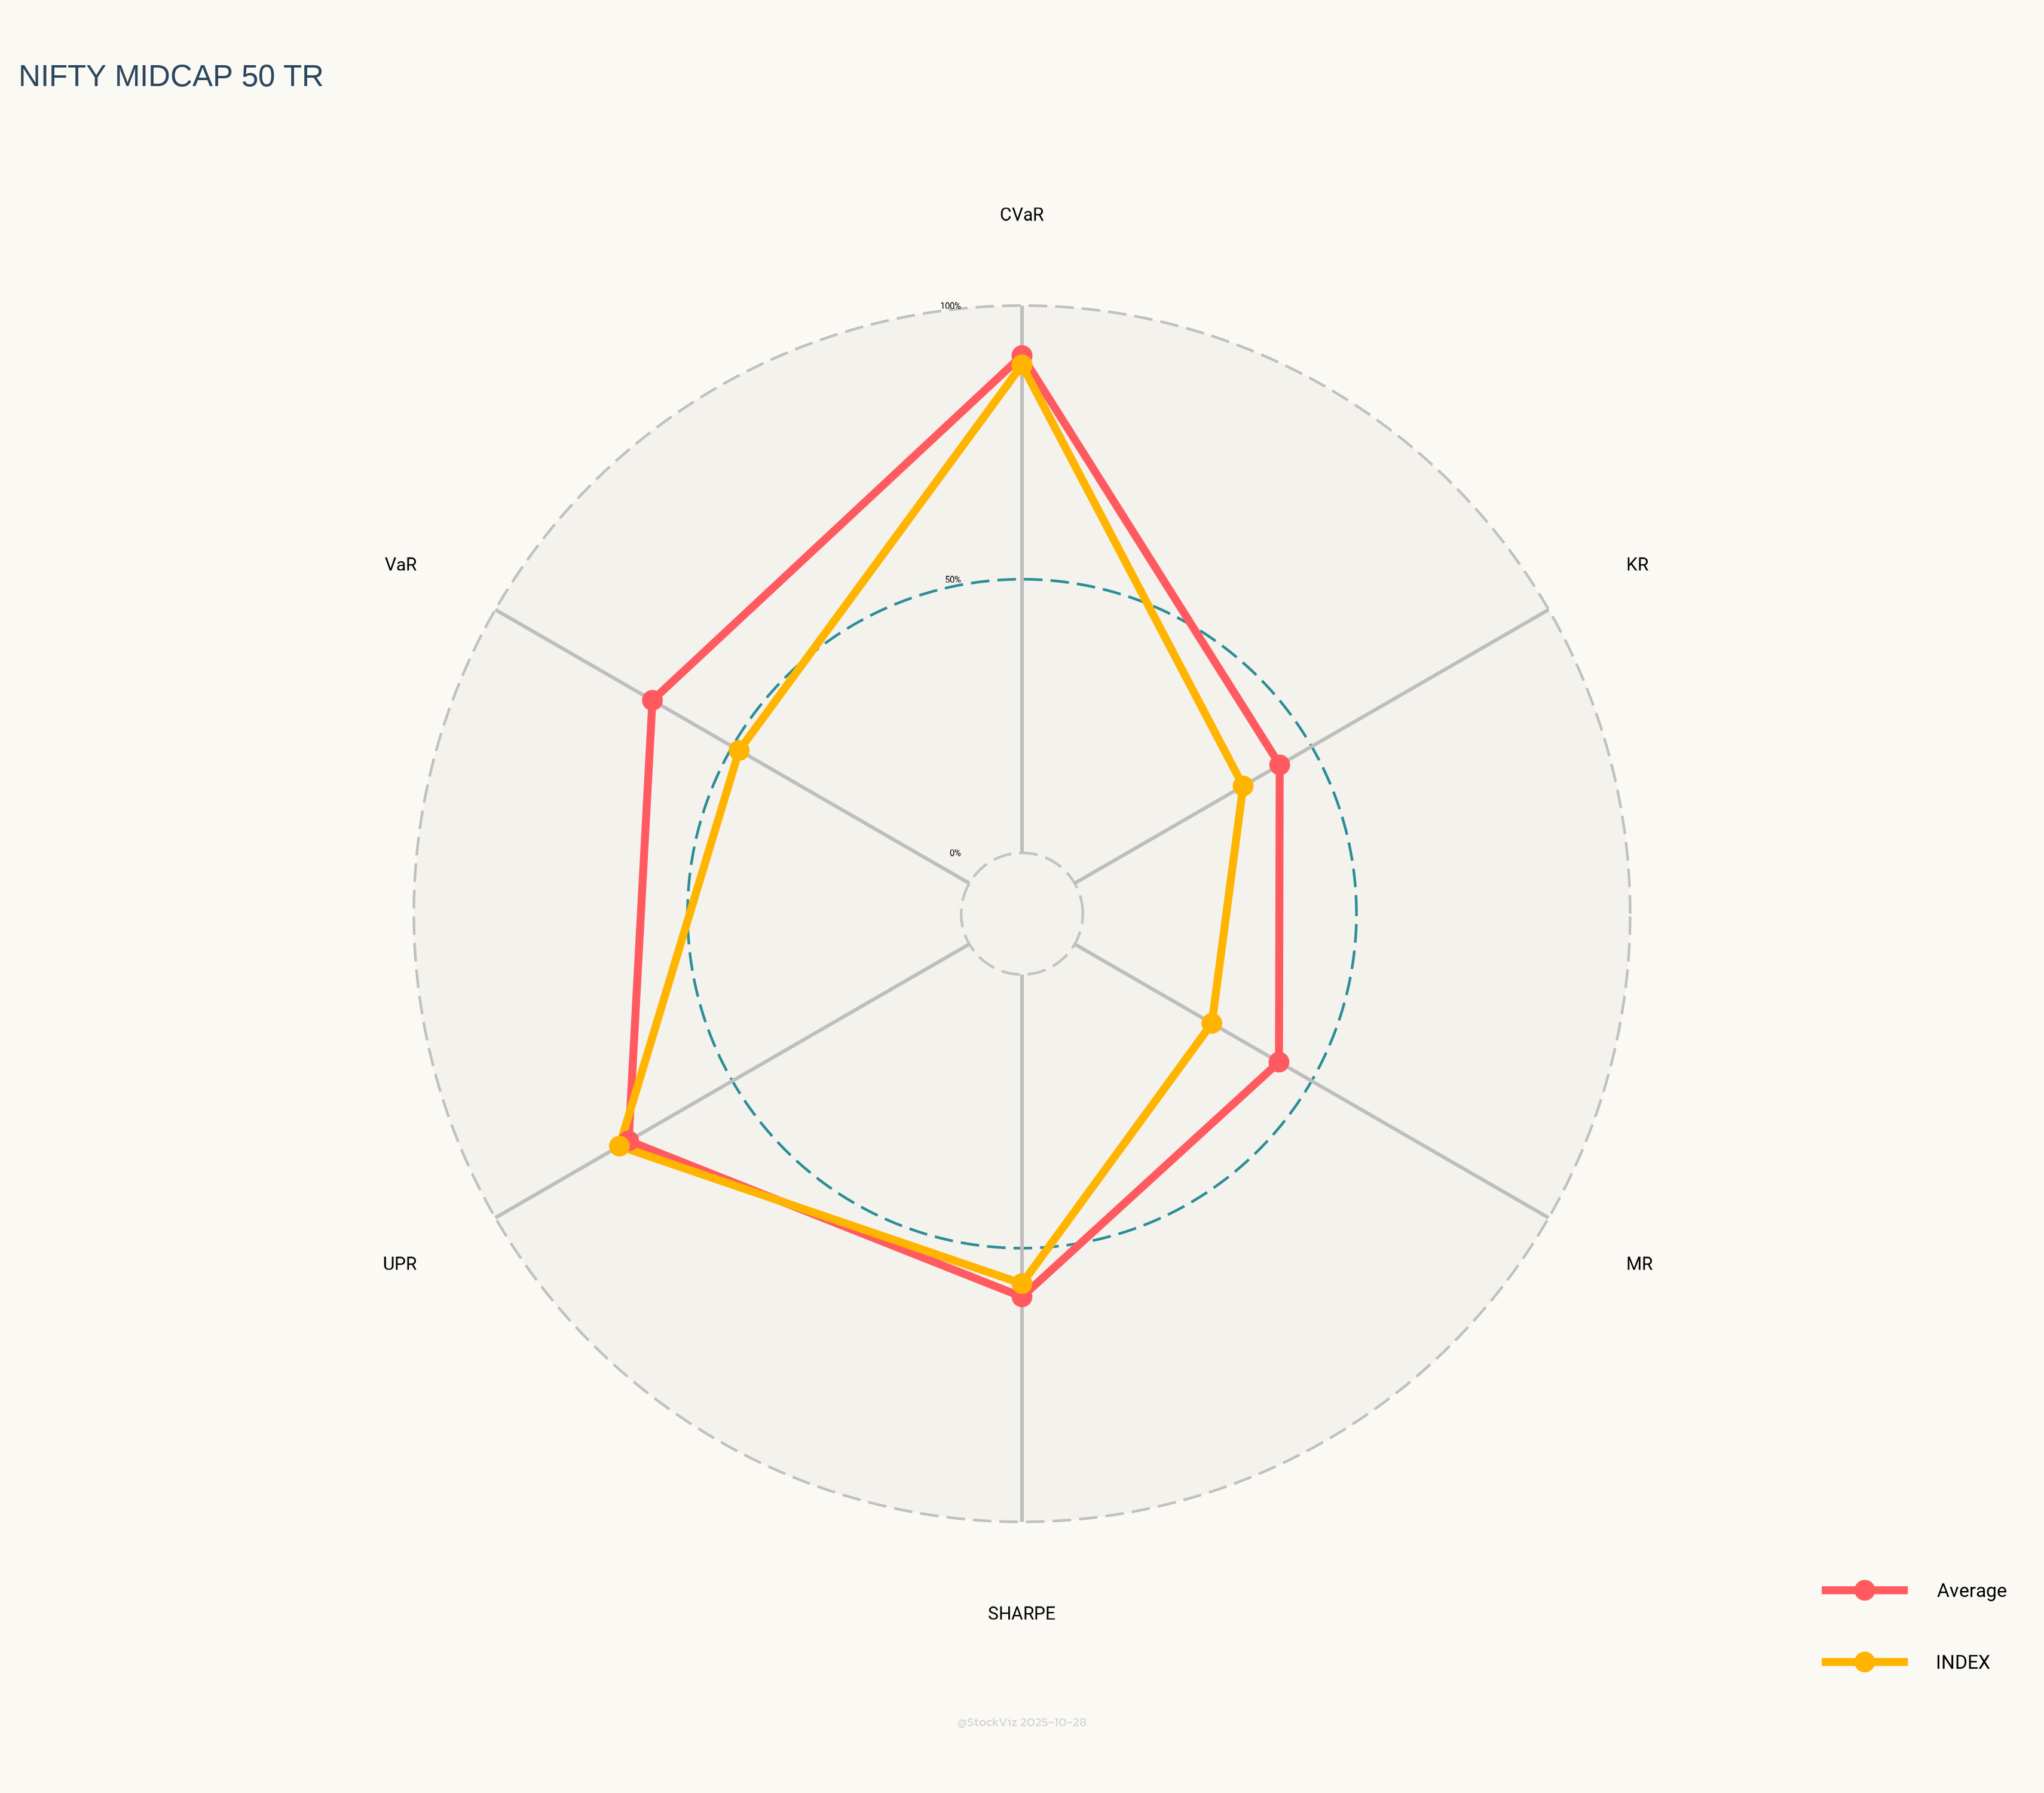 NIFTY MIDCAP 50 TR
CVaR
100%
VaR
KR
50%
0%
UPR
MR
SHARPE
Average
INDEX
@StockViz 2025-10-28